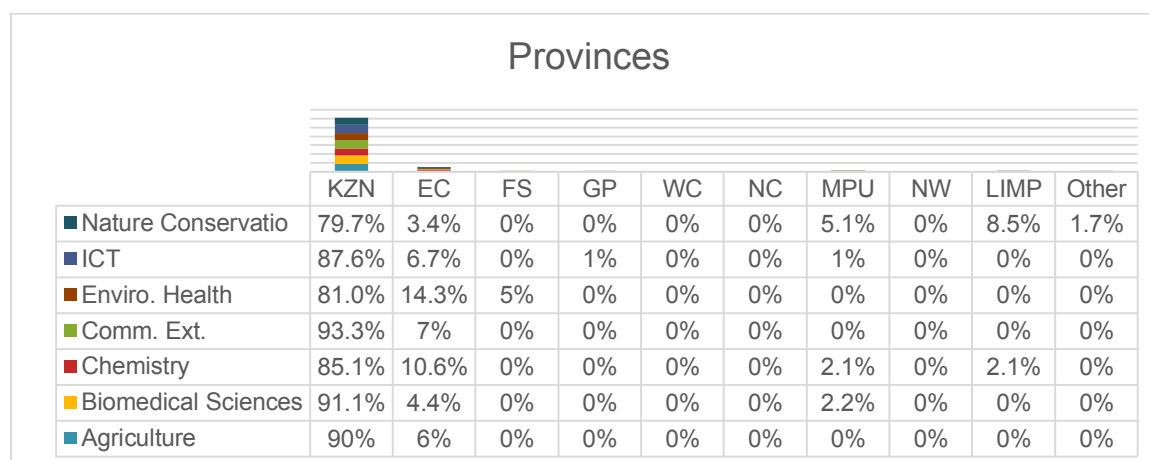 Provinces
KZN EC FS GP WC NC MPU NW LIMP Other
Nature Conservatio 79.7% 3.4% 0% 0% 0% 0% 5.1% 0% 8.5% 1.7%
ICT 87.6% 6.7% 0% 1% 0% 0% 1% 0% 0% 0%
Enviro. Health 81.0% 14.3% 5% 0% 0% 0% 0% 0% 0% 0%
Comm. Ext. 93.3% 7% 0% 0% 0% 0% 0% 0% 0% 0%
Chemistry 85.1% 10.6% 0% 0% 0% 0% 2.1% 0% 2.1% 0%
Biomedical Sciences 91.1% 4.4% 0% 0% 0% 0% 2.2% 0% 0% 0%
Agriculture 90% 6% 0% 0% 0% 0% 0% 0% 0% 0%